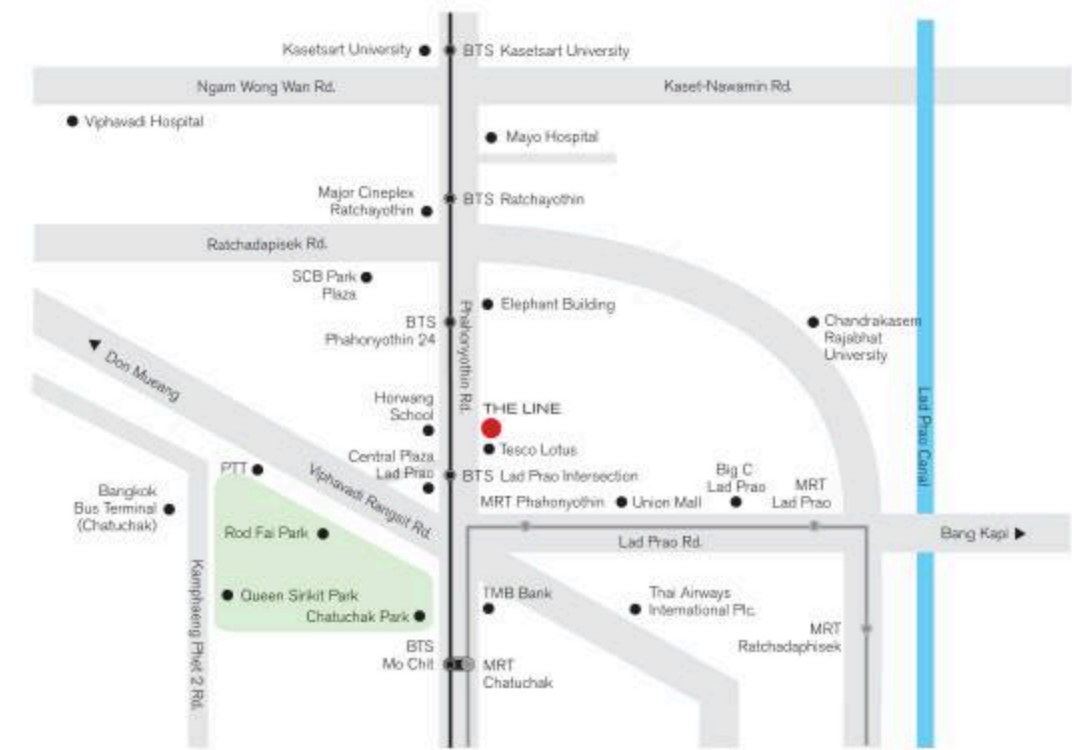 Kasetsart University
BTS Kasetsart University
Ngam Wong Wan Rd.
Kaset-Nawamin Rd.
Viphavadi Hospital
Mayo Hospital
Major Cineplex
Ratchayothin
BTS Ratchayothin
Ratchadapisek Rd.
SCB Park
Plaza
Elephant Building
BTS
Phahonyothin 24
Phahonyothin Rd.
Chandrakasem
Rajabhat
University
Don Mueang
Horwang
School
THE LINE
Tesco Lotus
Lad Prao Canal
Central Plaza
Lad Prao
BTS Lad Prao Intersection
PTT
Viphavadi Rangsit Rd.
Big C
Lad Prao
MRT
Lad Prao
MRT Phahonyothin
Union Mall
Bangkok
Bus Terminal
(Chatuchak)
Rod Fai Park
Lad Prao Rd.
Bang Kapi
Kamphaeng Phet 2 Rd.
Queen Sirikit Park
Chatuchak Park
TMB Bank
Thai Airways
International Plc.
MRT
Ratchadaphisek
BTS
Mo Chit
MRT
Chatuchak